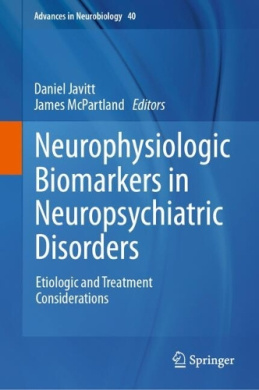 Advances in Neurobiology 40
Daniel Javitt
James McPartland Editors
Neurophysiologic
Biomarkers in
Neuropsychiatric
Disorders
Etiologic and Treatment
Considerations
Springer